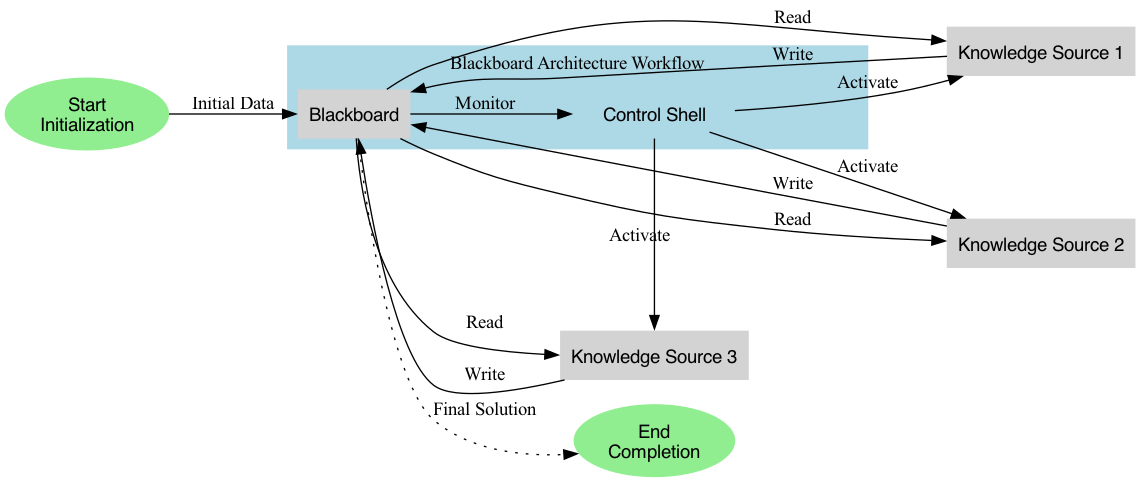 Read
Knowledge Source 1
Blackboard Architecture Workflow
Write
Activate
Start
Initialization
Initial Data
Blackboard
Monitor
Control Shell
Activate
Write
Read
Knowledge Source 2
Activate
Read
Knowledge Source 3
Write
Final Solution
End
Completion